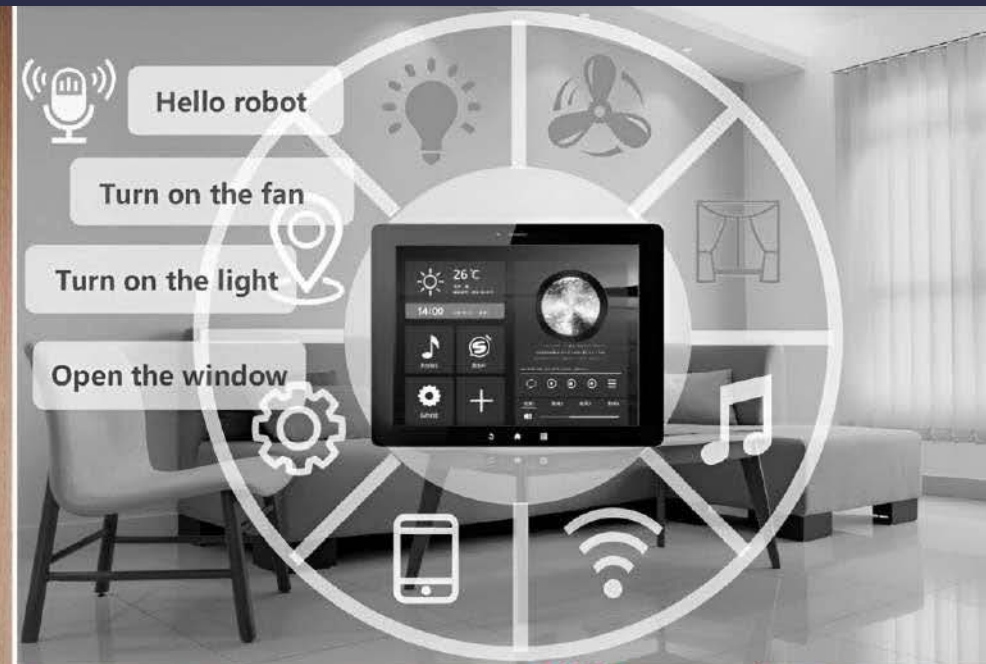 Hello robot
Turn on the fan
Turn on the light
Open the window
26℃
14:00